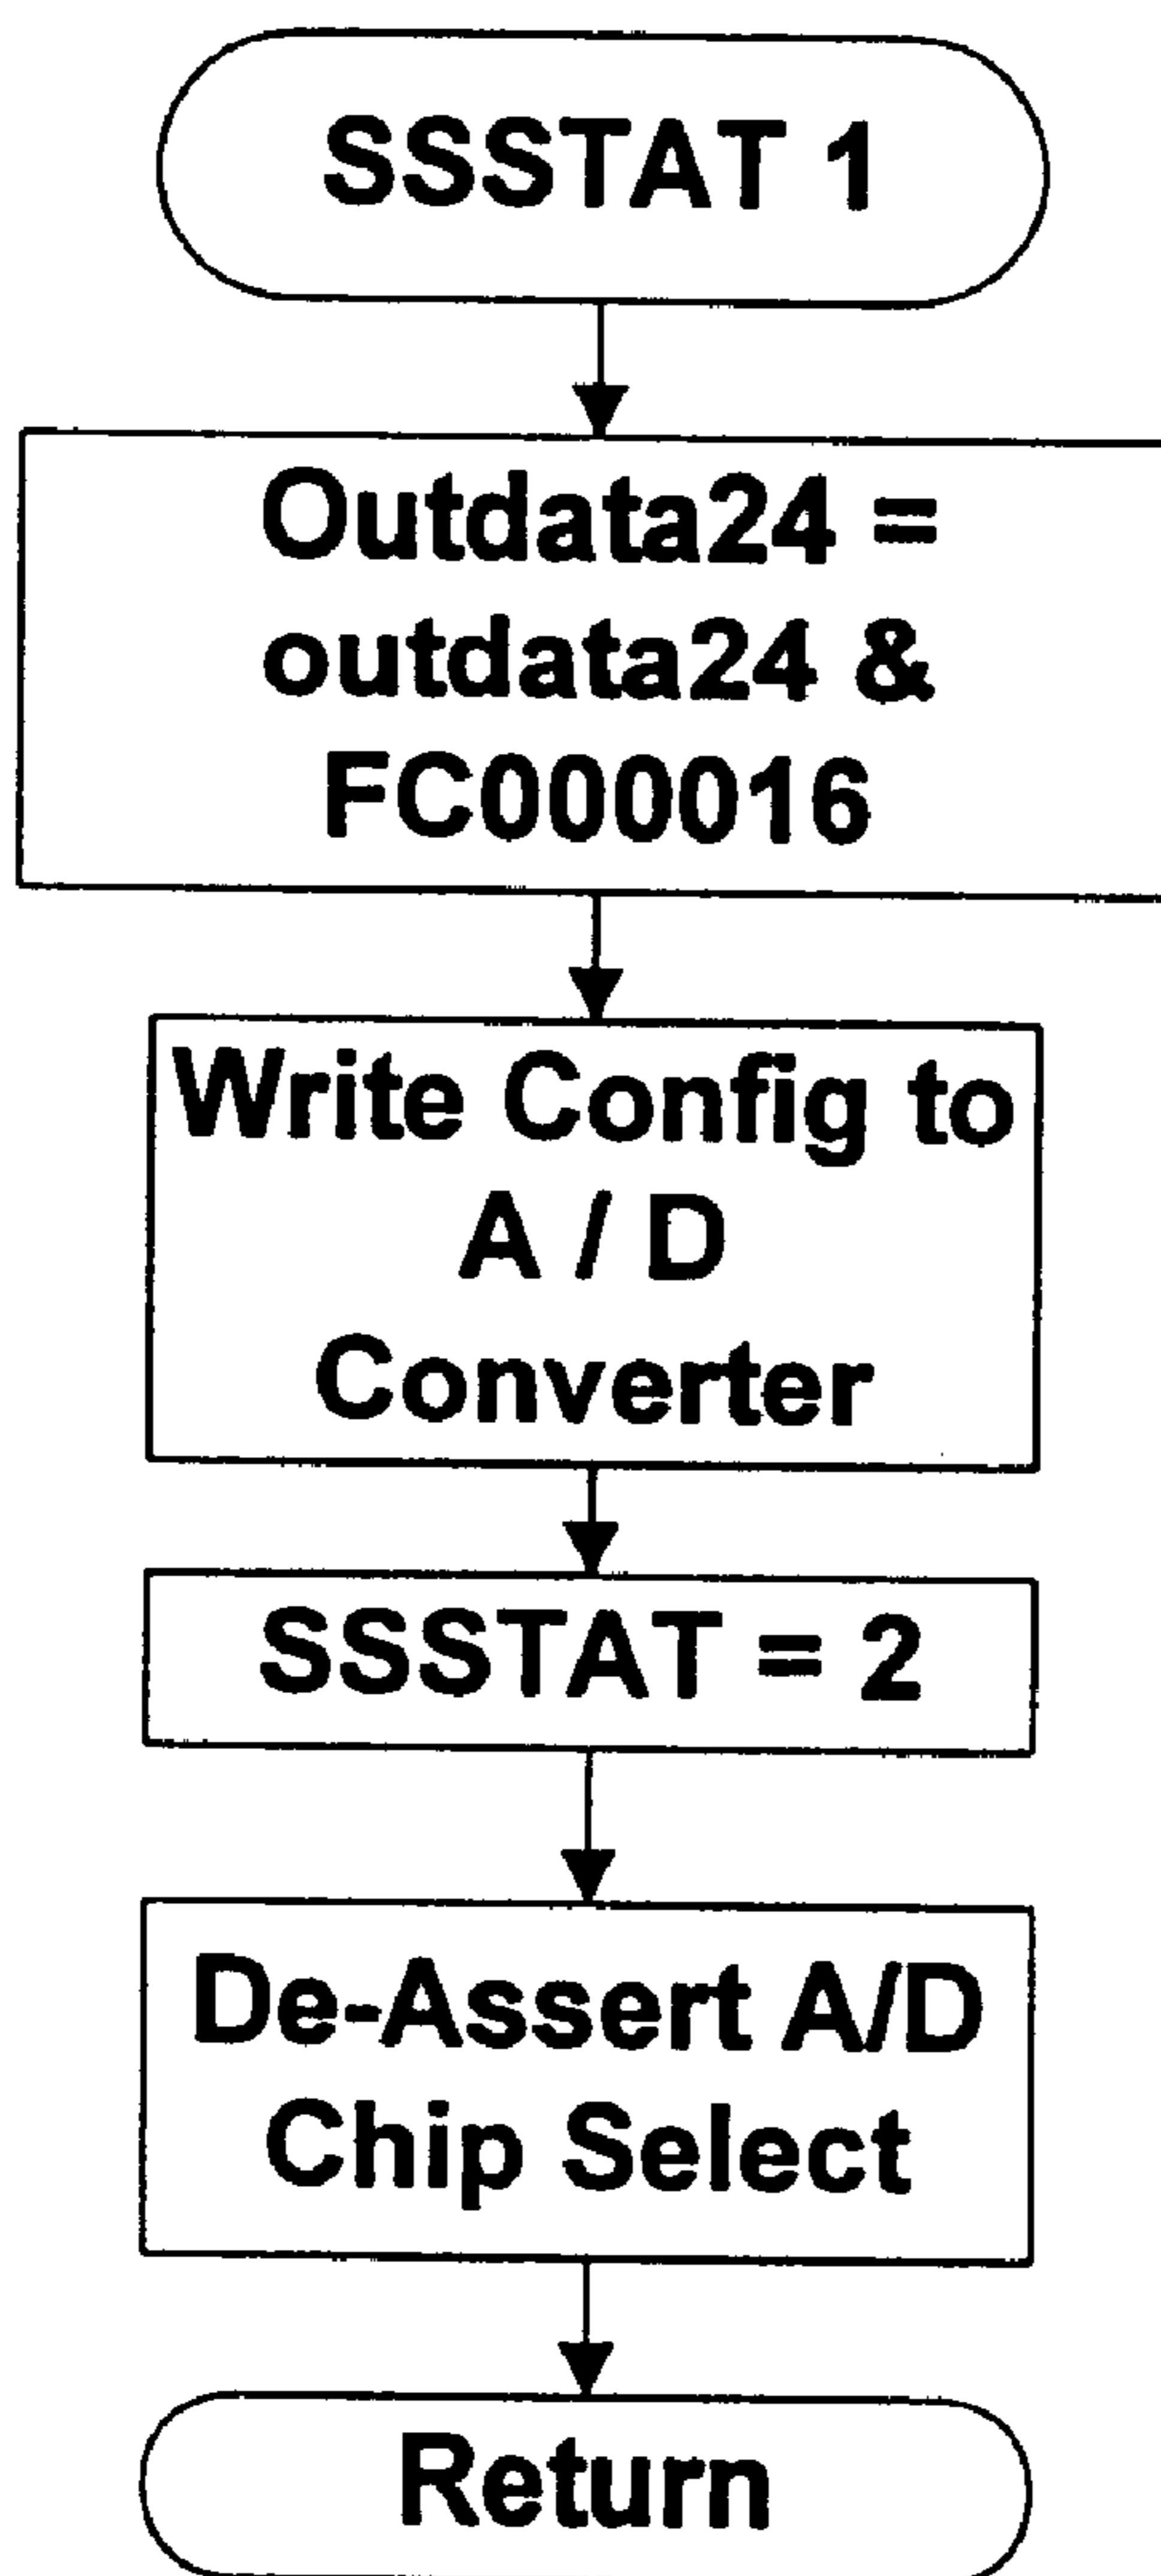 SSSTAT 1
Outdata24 =
outdata24 &
FC000016
Write Config to
A / D
Converter
SSSTAT = 2
De-Assert A/D
Chip Select
Return